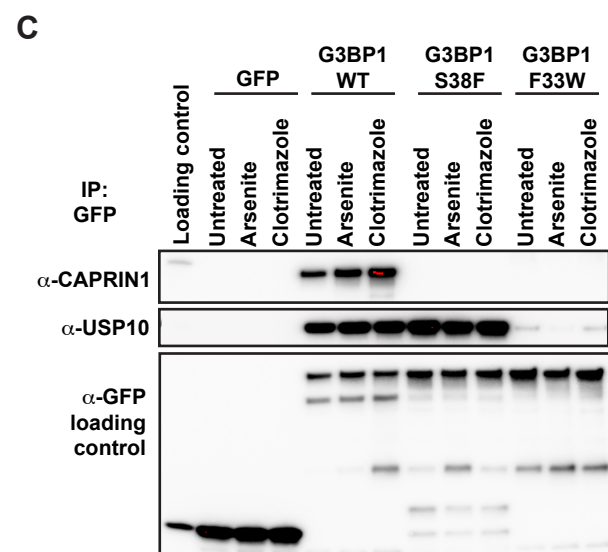 C
GFP
G3BP1
WT
G3BP1
S38F
G3BP1
F33W
IP:
GFP
Loading control
Untreated
Arsenite
Clotrimazole
Untreated
Arsenite
Clotrimazole
Untreated
Arsenite
Clotrimazole
Untreated
Arsenite
Clotrimazole
α-CAPRIN1
α-USP10
α-GFP
loading
control